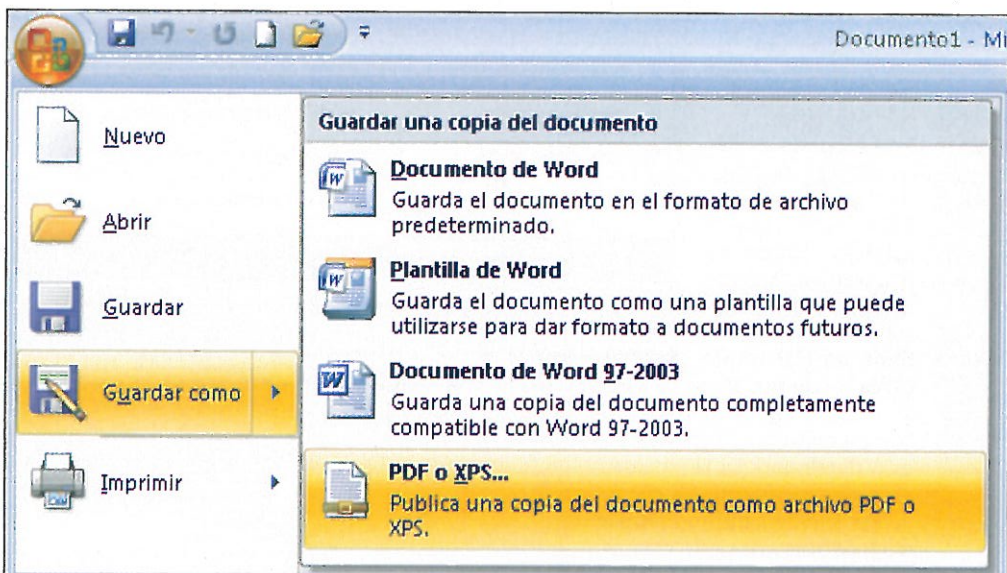 Documento1 - Mi
Nuevo
Abrir
Guardar
Guardar como
Imprimir
Guardar una copia del documento
Documento de Word
Guarda el documento en el formato de archivo
predeterminado.
Plantilla de Word
Guarda el documento como una plantilla que puede
utilizarse para dar formato a documentos futuros.
Documento de Word 97-2003
Guarda una copia del documento completamente
compatible con Word 97-2003.
PDF o XPS...
Publica una copia del documento como archivo PDF o
XPS.